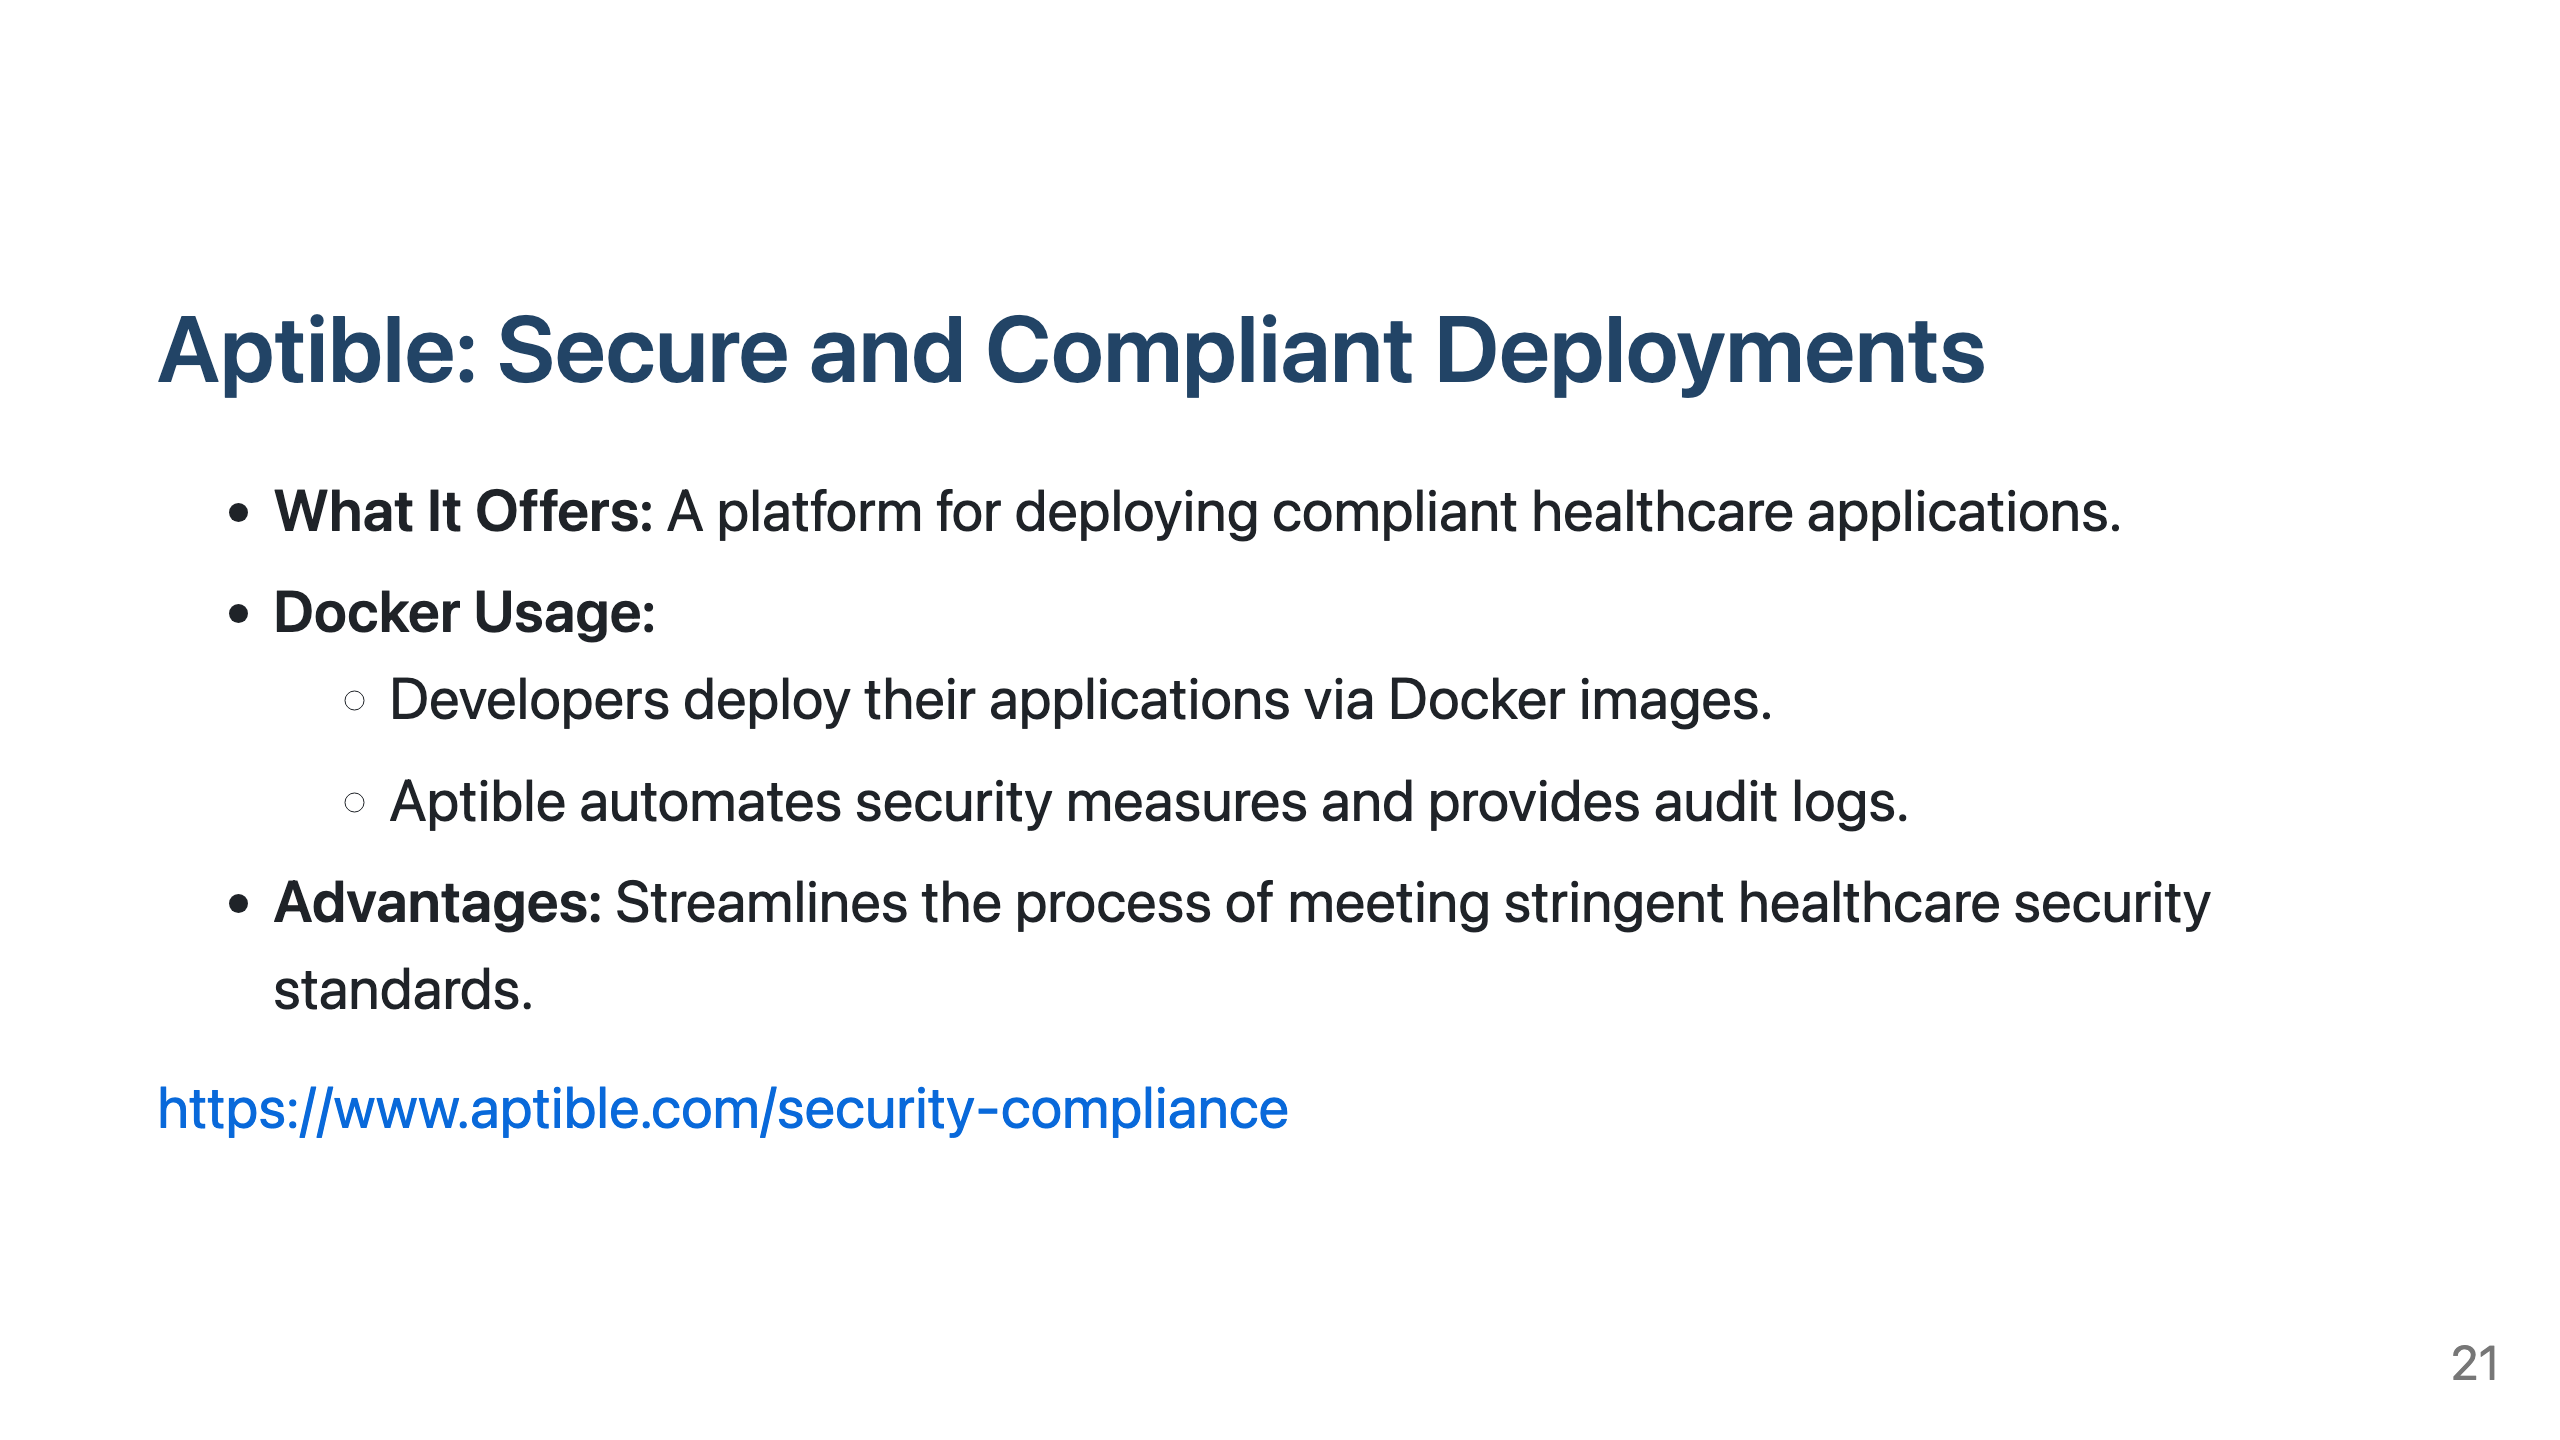 Aptible: Secure and Compliant Deployments
What It Offers: A platform for deploying compliant healthcare applications.
Docker Usage:
Developers deploy their applications via Docker images.
Aptible automates security measures and provides audit logs.
Advantages: Streamlines the process of meeting stringent healthcare security
standards.
https://www.aptible.com/security-compliance
21